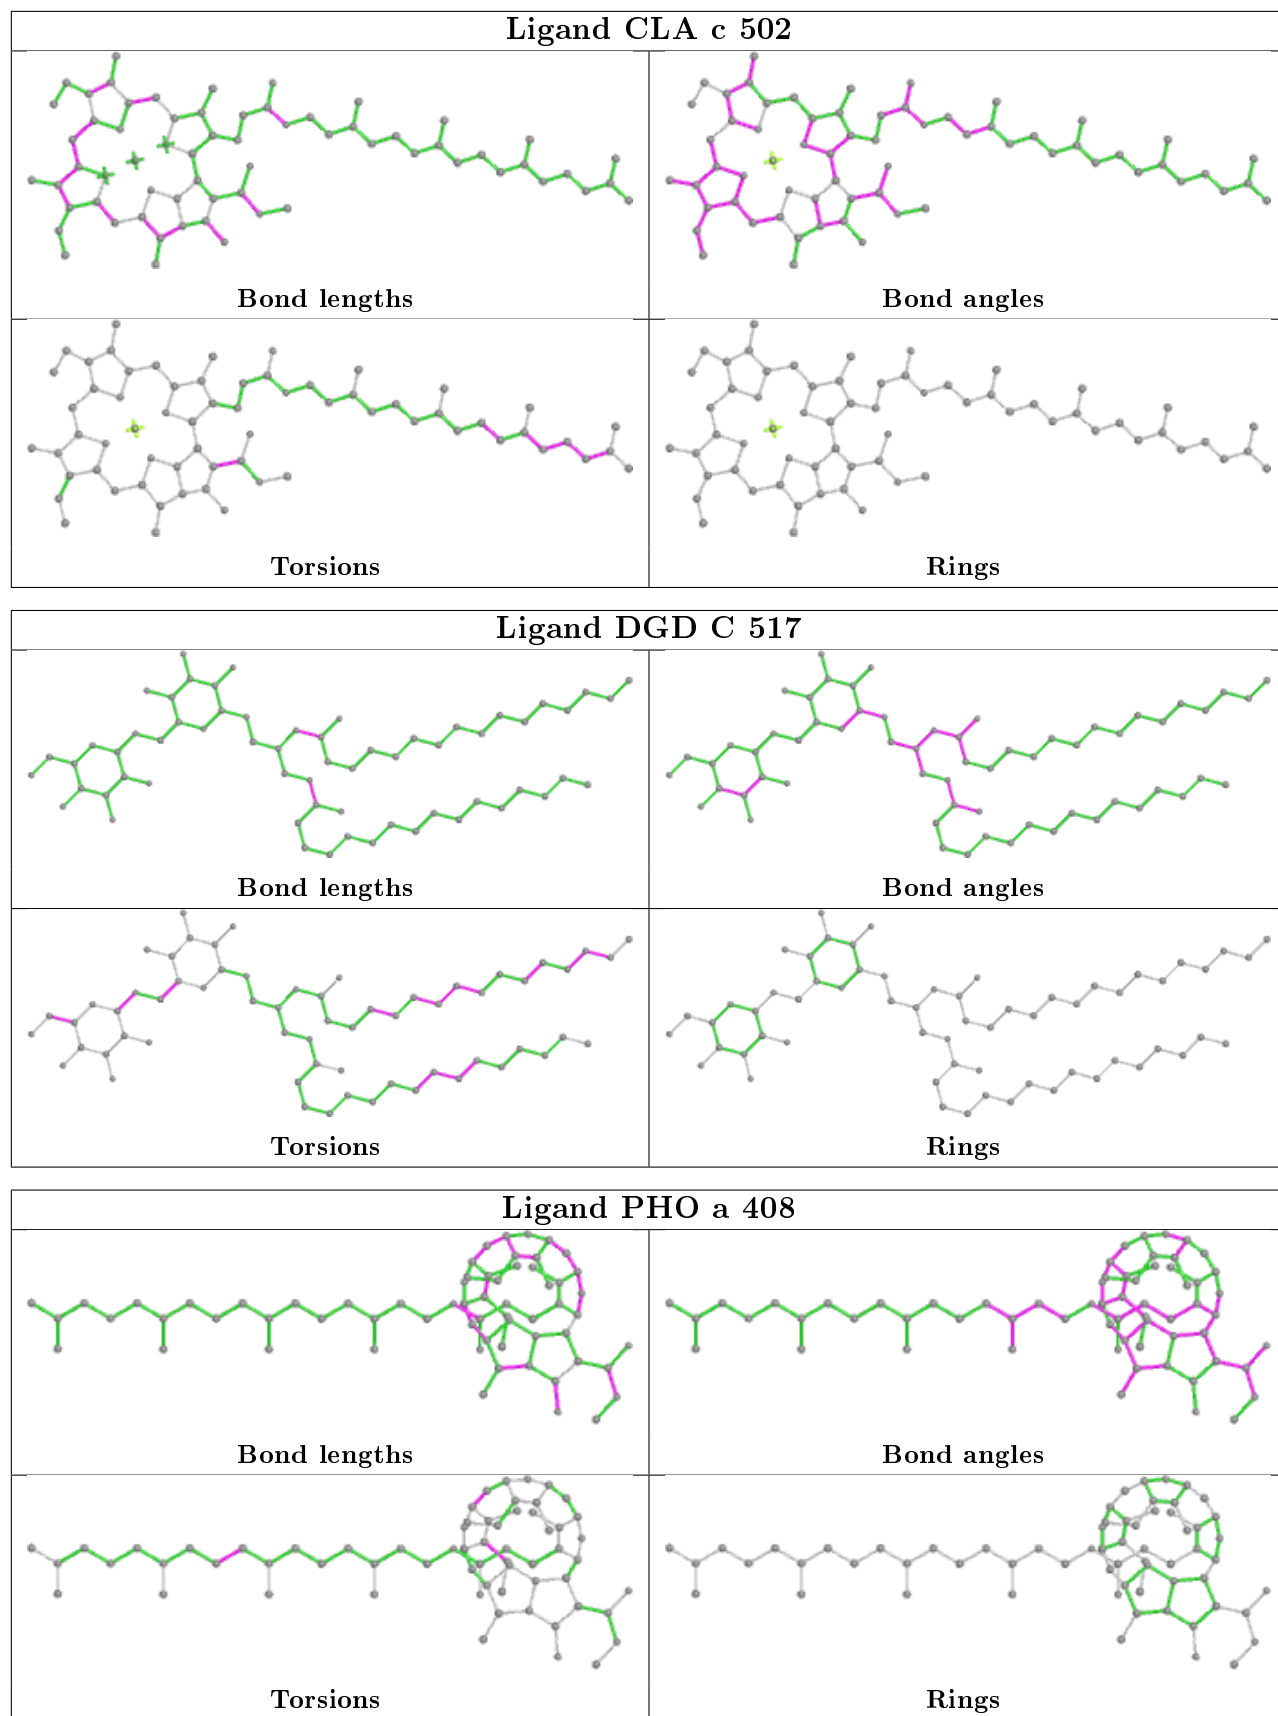 Ligand CLA c 502
Bond lengths
Bond angles
Torsions
Rings
Ligand DGD C 517
Bond lengths
Bond angles
Torsions
Rings
Ligand PHO a 408
Bond lengths
Bond angles
Torsions
Rings